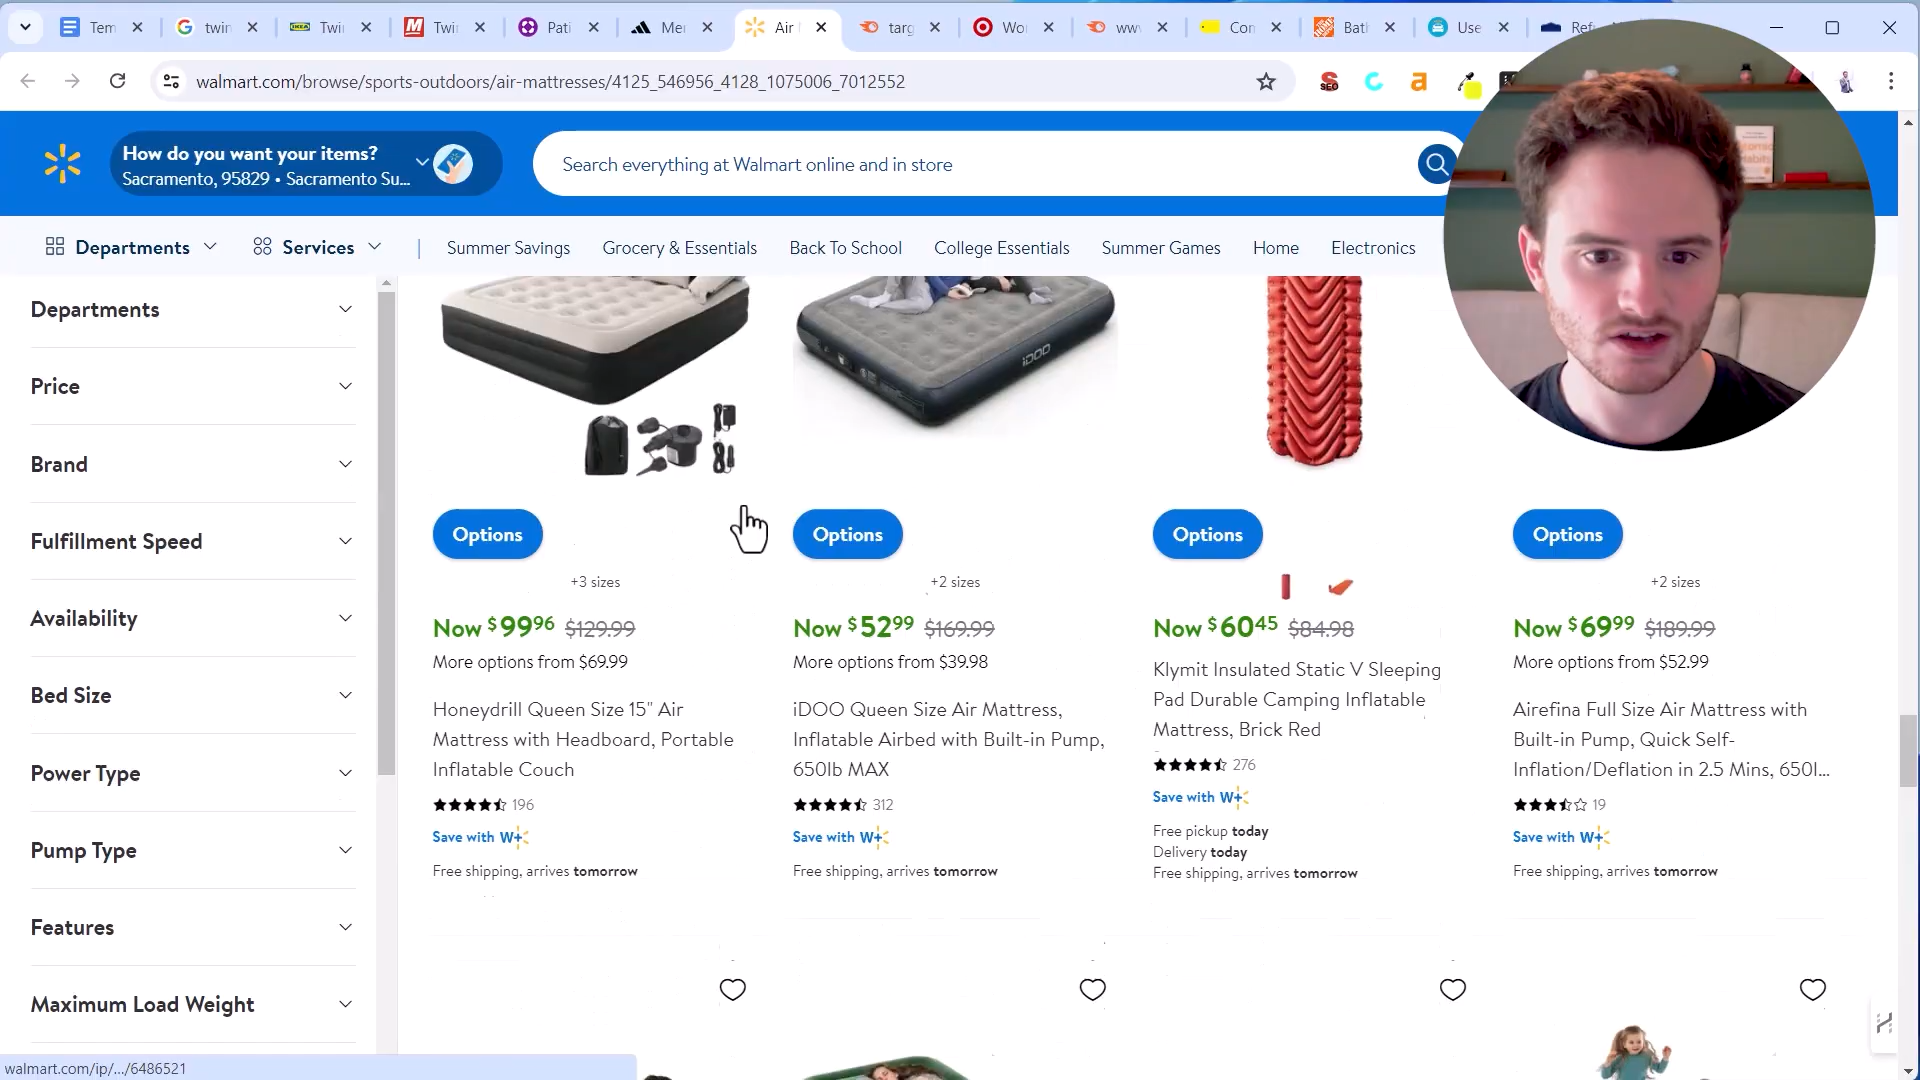 Tem
twin
Twi
Twi
Pati
Mei
Air
targ
Wo
ww
Con
Bath
Use
walmart.com/browse/sports-outdoors/air-mattresses/4125_546956_4128_1075006_7012552
SEO
a
How do you want your items?
Sacramento, 95829 • Sacramento Su...
Search everything at Walmart online and in store
Departments
Services
Summer Savings
Grocery & Essentials
Back To School
College Essentials
Summer Games
Home
Electronics
Departments
Price
Brand
Fulfillment Speed
Availability
Bed Size
Power Type
Pump Type
Features
Maximum Load Weight
iDOO
Options
Options
Options
Options
+3 sizes
+2 sizes
+2 sizes
Now $99.96 $129.99
More options from $69.99
Honeydrill Queen Size 15" Air
Mattress with Headboard, Portable
Inflatable Couch
196
Save with W+
Free shipping, arrives tomorrow
Now $52.99 $169.99
More options from $39.98
iDOO Queen Size Air Mattress,
Inflatable Airbed with Built-in Pump,
650lb MAX
312
Save with W+
Free shipping, arrives tomorrow
Now $60.45 $84.98
Klymit Insulated Static V Sleeping
Pad Durable Camping Inflatable
Mattress, Brick Red
276
Save with W+
Free pickup today
Delivery today
Free shipping, arrives tomorrow
Now $69.99 $189.99
More options from $52.99
Airefina Full Size Air Mattress with
Built-in Pump, Quick Self-
Inflation/Deflation in 2.5 Mins, 650l...
19
Save with W+
Free shipping, arrives tomorrow
walmart.com/ip/.../6486521